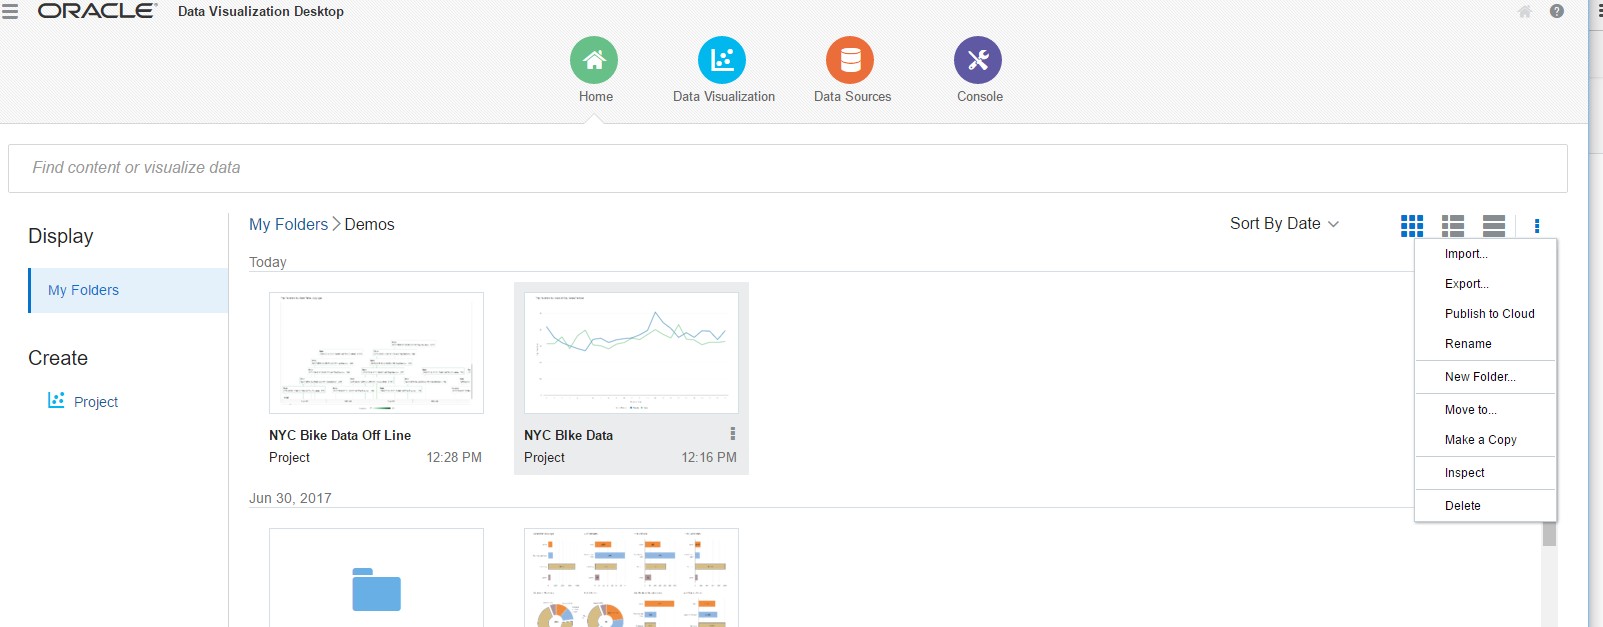 ORACLE Data Visualization Desktop
Home
Data Visualization
Data Sources
Console
Find content or visualize data
Display
My Folders
Create
Project
My Folders > Demos
Sort By Date
Today
NYC Bike Data Off Line
Project 12:28 PM
NYC BIke Data
Project 12:16 PM
Jun 30, 2017
Import...
Export...
Publish to Cloud
Rename
New Folder...
Move to...
Make a Copy
Inspect
Delete